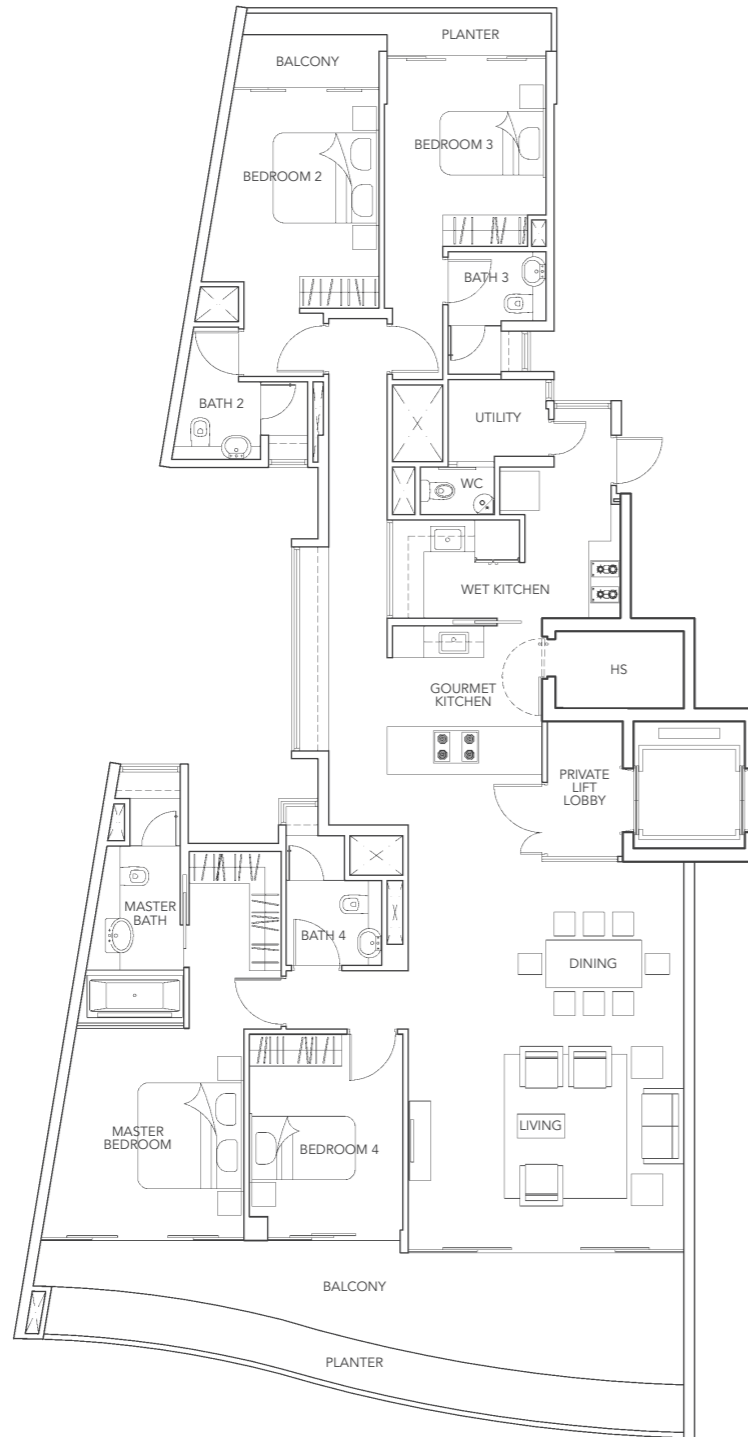 PLANTER
BALCONY
BEDROOM 3
BEDROOM 2
BATH 3
BATH 2
UTILITY
WC
WET KITCHEN
HS
GOURMET
KITCHEN
PRIVATE
LIFT
LOBBY
MASTER
BATH
BATH 4
DINING
LIVING
MASTER
BEDROOM
BEDROOM 4
BALCONY
PLANTER